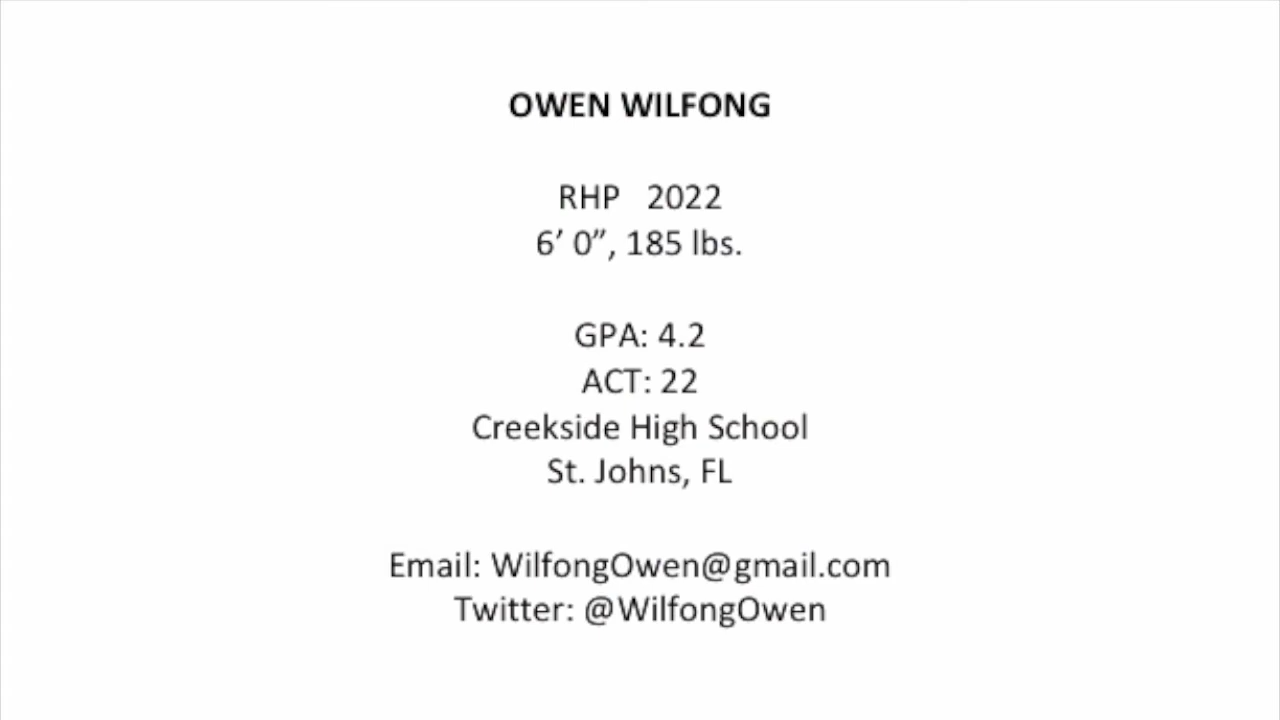 OWEN WILFONG
RHP 2022
6’ 0”, 185 lbs.
GPA: 4.2
ACT: 22
Creekside High School
St. Johns, FL
Email: WilfongOwen@gmail.com
Twitter: @WilfongOwen